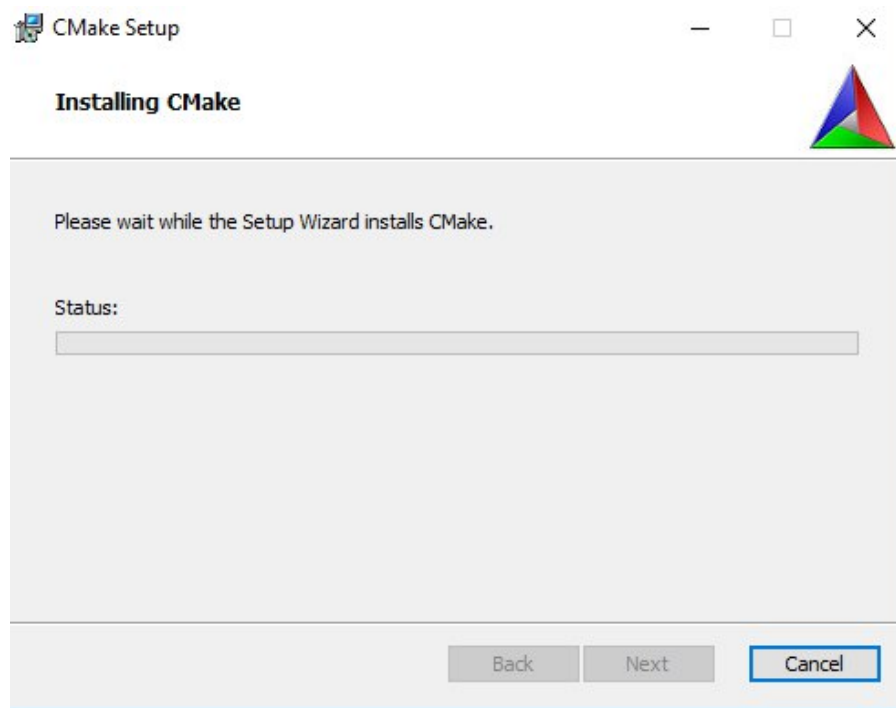 CMake Setup
Installing CMake
Please wait while the Setup Wizard installs CMake.
Status:
Back Next Cancel